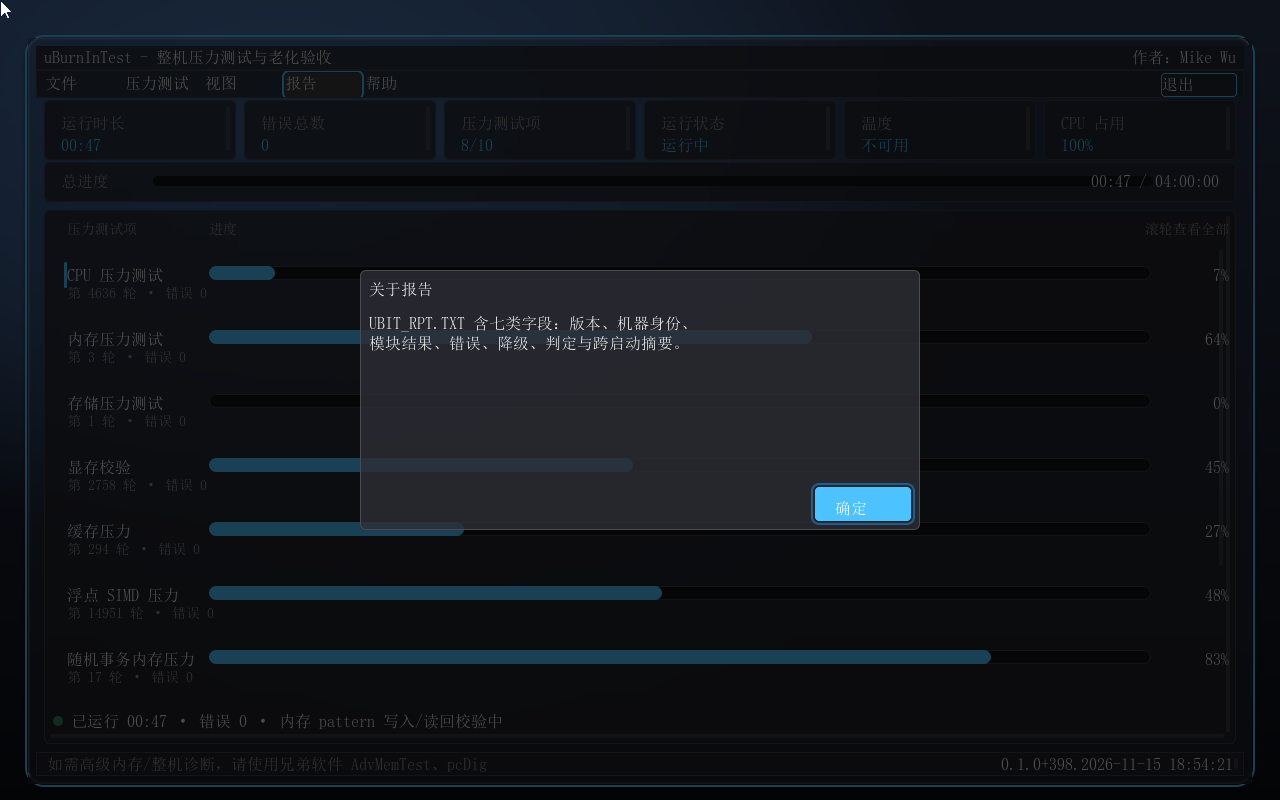 uBurnInTest - 整机压力测试与老化验收
作者: Mike Wu
文件 压力测试 视图 报告 帮助 退出
运行时长 错误总数 压力测试项 运行状态 温度 CPU 占用
00:47 0 8/10 运行中 不可用 100%
总进度 00:47 / 04:00:00
压力测试项 进度 滚轮查看全部
CPU 压力测试 7%
第 4636 轮 • 错误 0
关于报告
UBIT_RPT.TXT 含七类字段: 版本、机器身份、
模块结果、错误、降级、判定与跨启动摘要。
确定
内存压力测试 64%
第 3 轮 • 错误 0
存储压力测试 0%
第 1 轮 • 错误 0
显存校验 45%
第 2758 轮 • 错误 0
缓存压力 27%
第 294 轮 • 错误 0
浮点 SIMD 压力 48%
第 14951 轮 • 错误 0
随机事务内存压力 83%
第 17 轮 • 错误 0
已运行 00:47 • 错误 0 • 内存 pattern 写入/读回校验中
如需高级内存/整机诊断，请使用兄弟软件 AdvMemTest、pcDig
0.1.0+398.2026-11-15 18:54:21